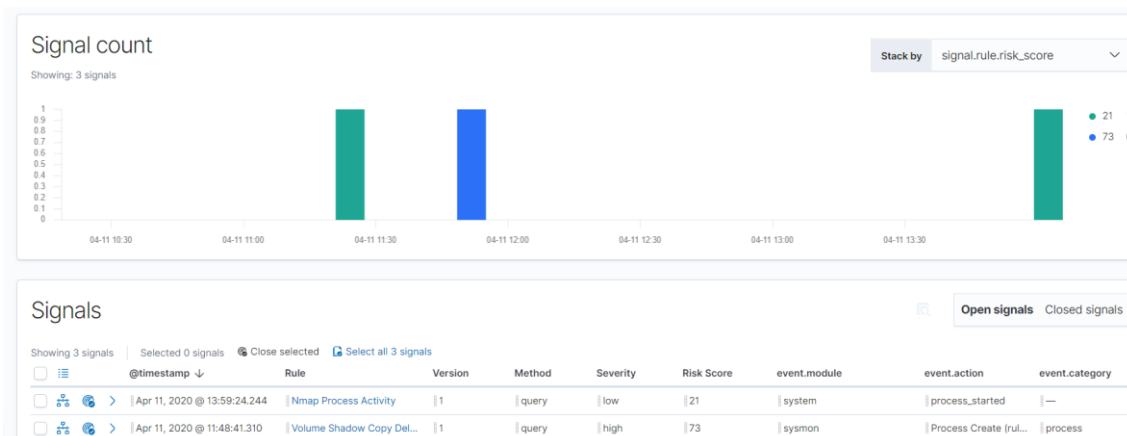 Signal count
Stack by signal.rule.risk_score
Showing: 3 signals
1
0.9
0.8
0.7
0.6
0.5
0.4
0.3
0.2
0.1
0
21
73
04-11 10:30 04-11 11:00 04-11 11:30 04-11 12:00 04-11 12:30 04-11 13:00 04-11 13:30
Signals
Open signals Closed signals
Showing 3 signals Selected 0 signals Close selected Select all 3 signals
@timestamp Rule Version Method Severity Risk Score event.module event.action event.category
Apr 11, 2020 @ 13:59:24.244 Nmap Process Activity 1 query low 21 system process_started —
Apr 11, 2020 @ 11:48:41.310 Volume Shadow Copy Del... 1 query high 73 sysmon Process Create (rul... process